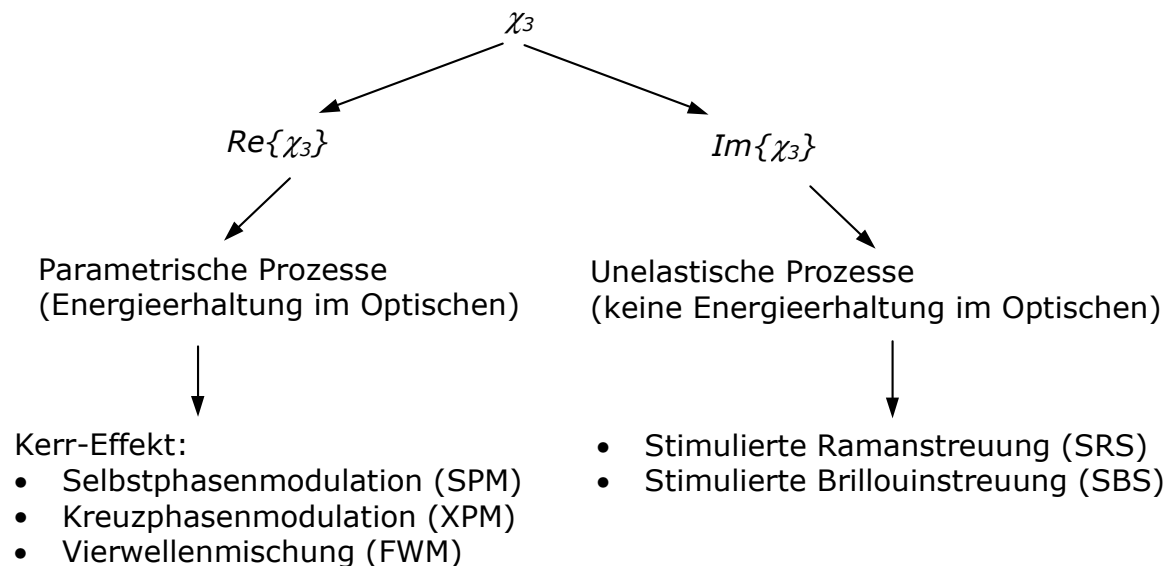 χ3
Re{χ3}
Im{χ3}
Parametrische Prozesse
(Energieerhaltung im Optischen)
Unelastische Prozesse
(keine Energieerhaltung im Optischen)
Kerr-Effekt:
• Selbstphasenmodulation (SPM)
• Kreuzphasenmodulation (XPM)
• Vierwellenmischung (FWM)
• Stimulierte Ramanstreuung (SRS)
• Stimulierte Brillouinstreuung (SBS)